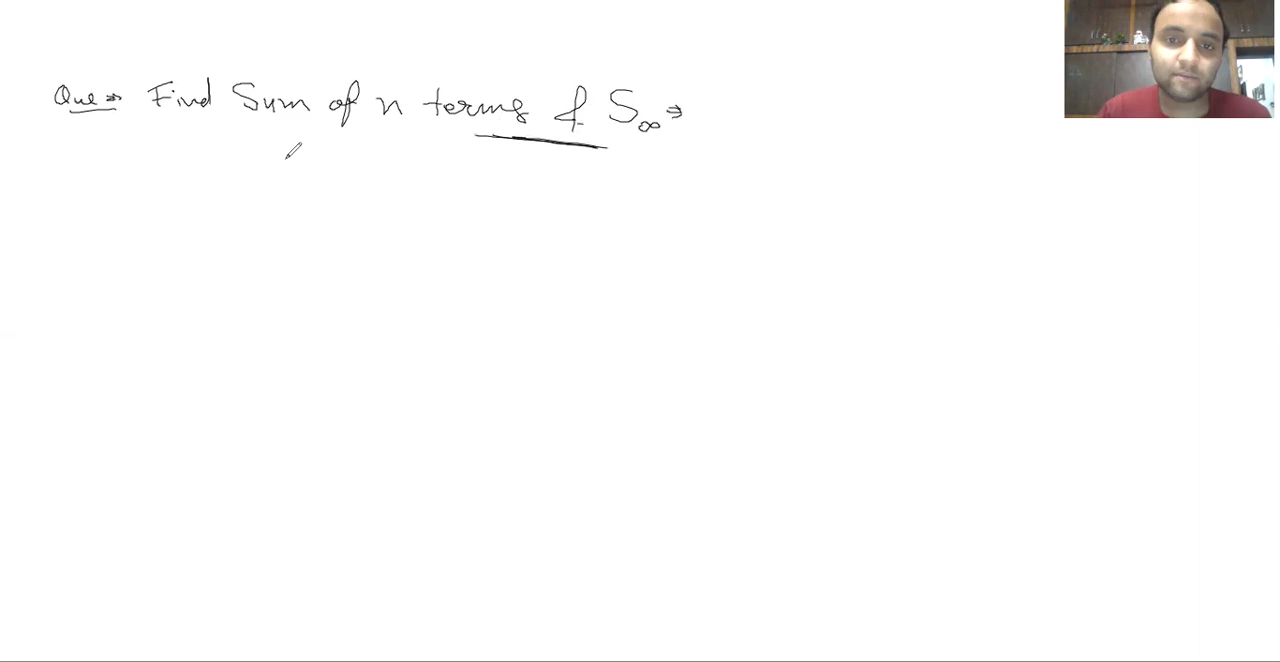 Que → Find Sum of n terms & S∞ ⇒